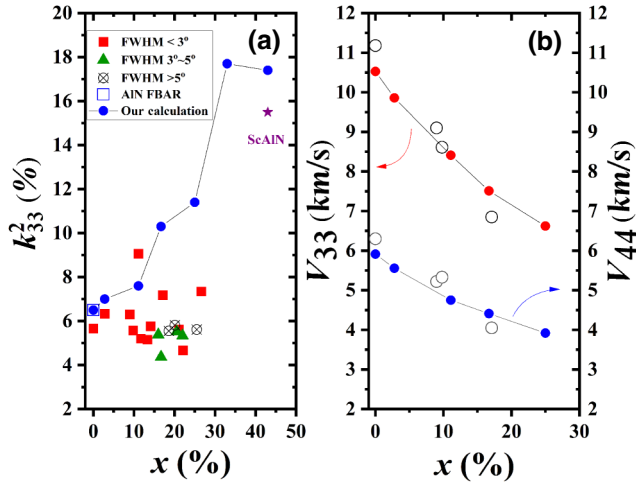 (a)
FWHM < 3°
FWHM 3°~5°
FWHM >5°
AlN FBAR
Our calculation
ScAlN
k²₃₃ (%)
20
18
16
14
12
10
8
6
4
2
0 10 20 30 40 50
x (%)
(b)
V₃₃ (km/s)
12
11
10
9
8
7
6
5
4
3
2
0 10 20 30
x (%)
12
11
10
9
8
7
6
5
4
3
2
V₄₄ (km/s)